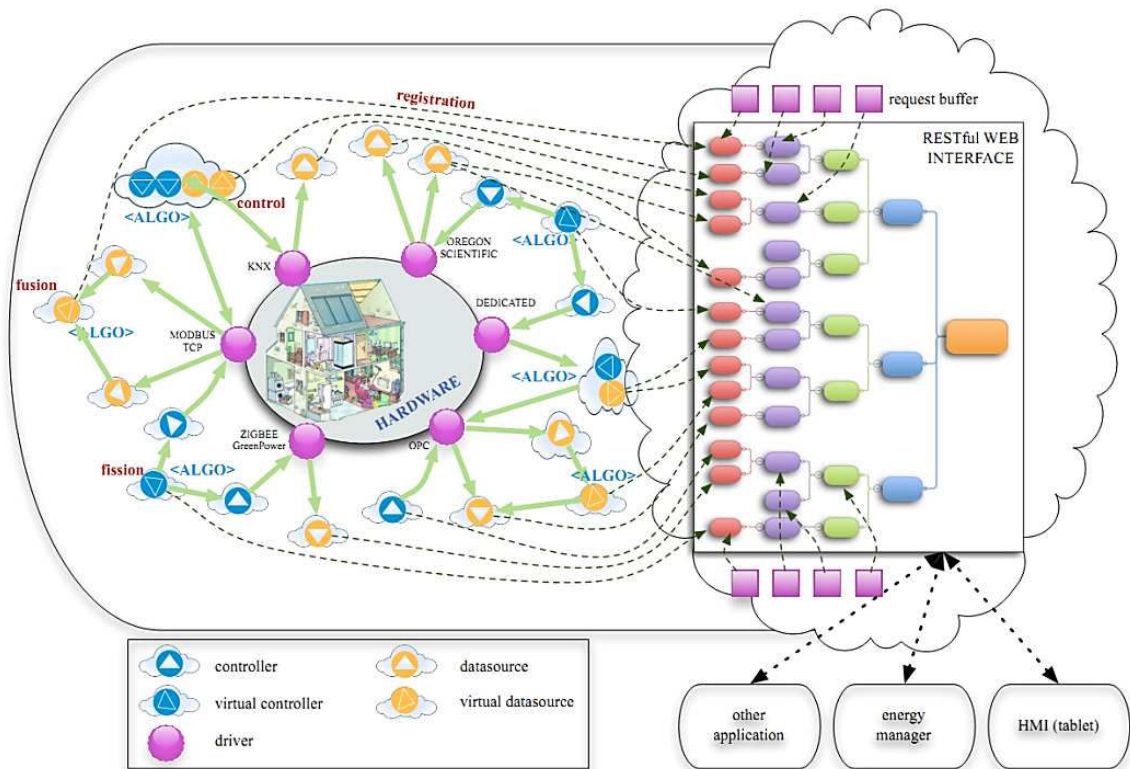 registration
request buffer
RESTful WEB
INTERFACE
<ALGO>
control
KNX
OREGON
SCIENTIFIC
<ALGO>
fusion
<ALGO>
MODBUS
TCP
DEDICATED
<ALGO>
HARDWARE
ZIGBEE
GreenPower
OPC
fission
<ALGO>
<ALGO>
controller
datasource
virtual controller
virtual datasource
driver
other
application
energy
manager
HMI (tablet)